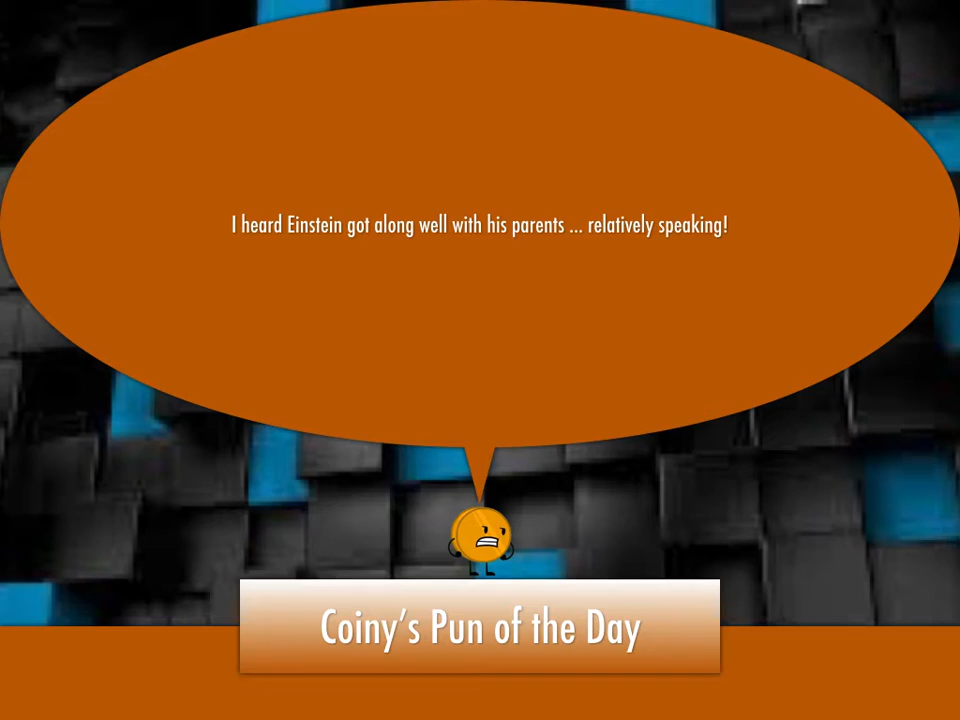 I heard Einstein got along well with his parents ... relatively speaking!
Coiny's Pun of the Day